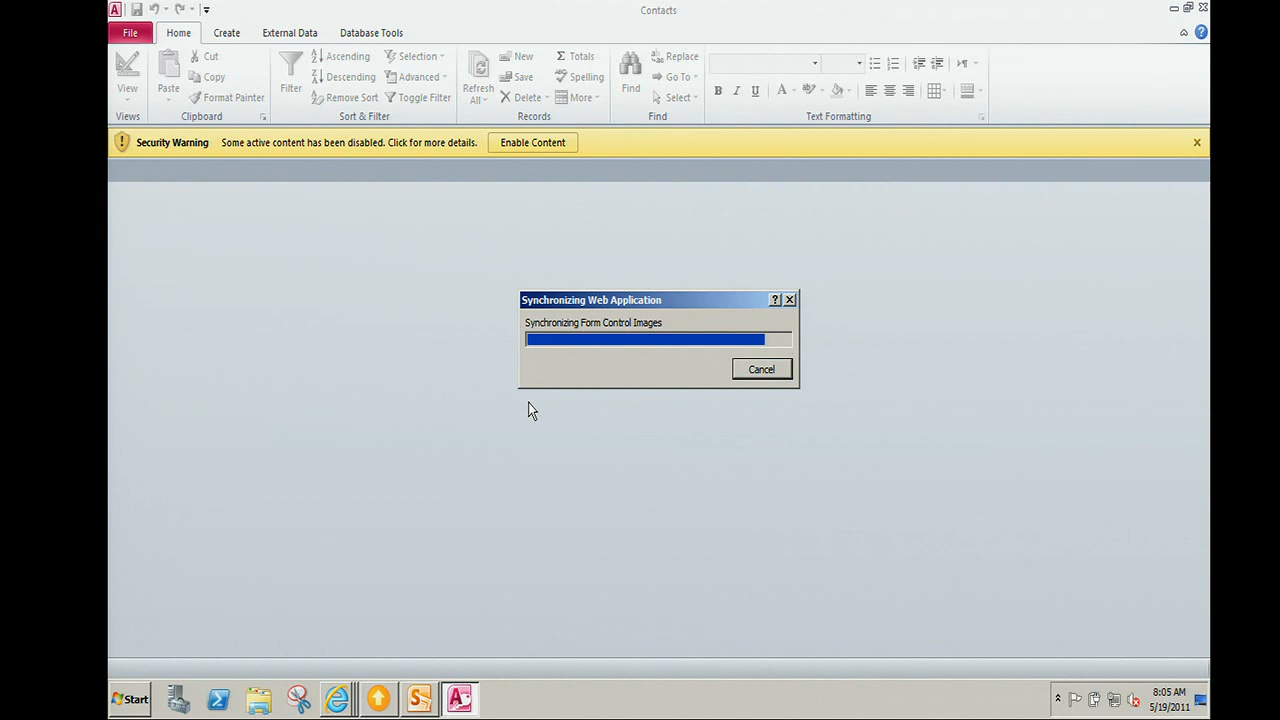 Contacts
File Home Create External Data Database Tools
View
Views
Paste
Cut
Copy
Format Painter
Clipboard
Filter
Ascending
Descending
Remove Sort
Selection
Advanced
Toggle Filter
Sort & Filter
Refresh
All
New
Save
Delete
Totals
Spelling
More
Records
Find
Replace
Go To
Select
Find
B I U A
Text Formatting
Security Warning Some active content has been disabled. Click for more details. Enable Content
Synchronizing Web Application
Synchronizing Form Control Images
Cancel
Start
8:05 AM
5/19/2011